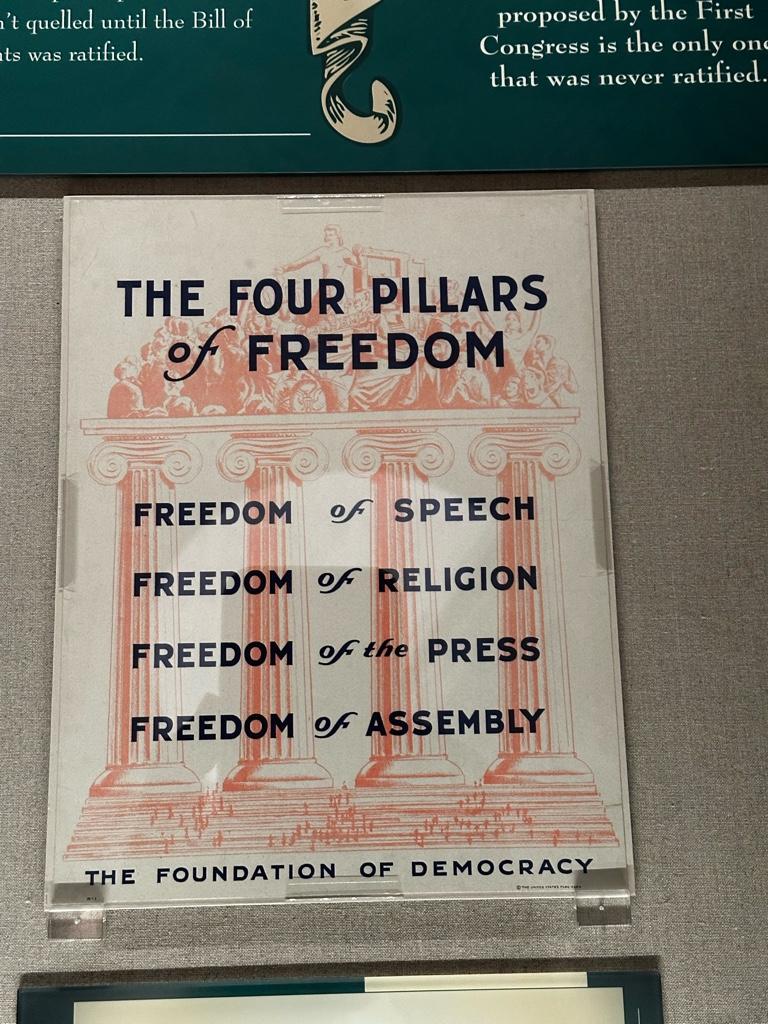 n't quelled until the Bill of
nts was ratified.
proposed by the First
Congress is the only one
that was never ratified.
THE FOUR PILLARS
of FREEDOM
FREEDOM of SPEECH
FREEDOM of RELIGION
FREEDOM of the PRESS
FREEDOM of ASSEMBLY
THE FOUNDATION OF DEMOCRACY